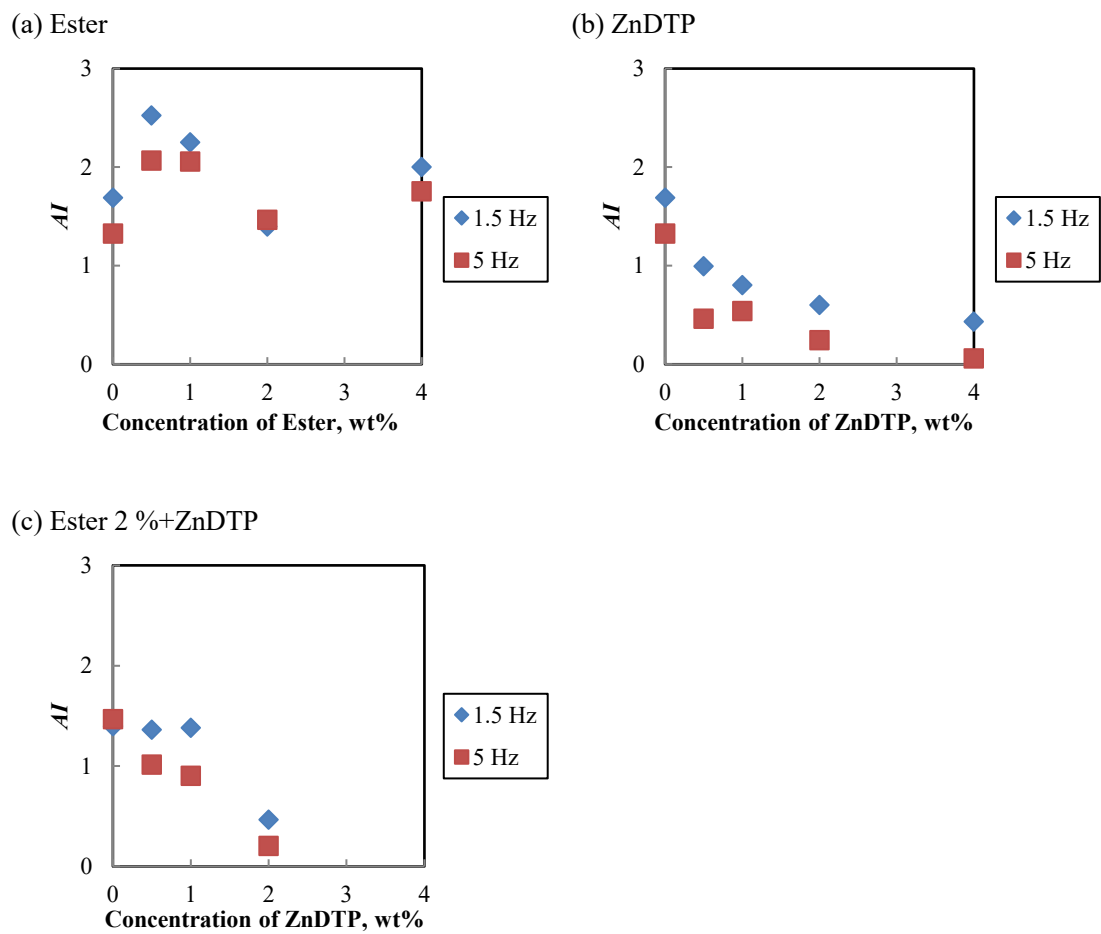 (a) Ester
3
2
1
0
AI
0 1 2 3 4
Concentration of Ester, wt%
1.5 Hz
5 Hz
(b) ZnDTP
3
2
1
0
AI
0 1 2 3 4
Concentration of ZnDTP, wt%
1.5 Hz
5 Hz
(c) Ester 2 %+ZnDTP
3
2
1
0
AI
0 1 2 3 4
Concentration of ZnDTP, wt%
1.5 Hz
5 Hz